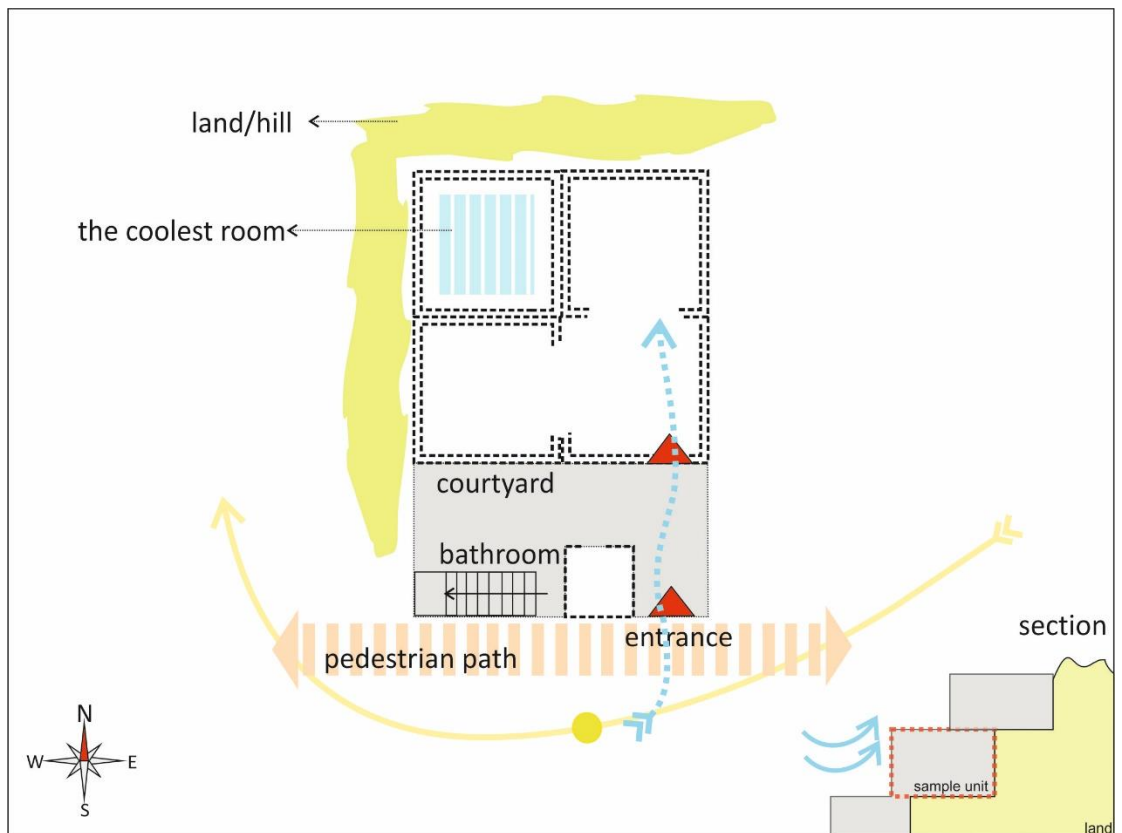 land/hill
the coolest room
courtyard
bathroom
entrance
pedestrian path
section
N
W
E
S
sample unit
land